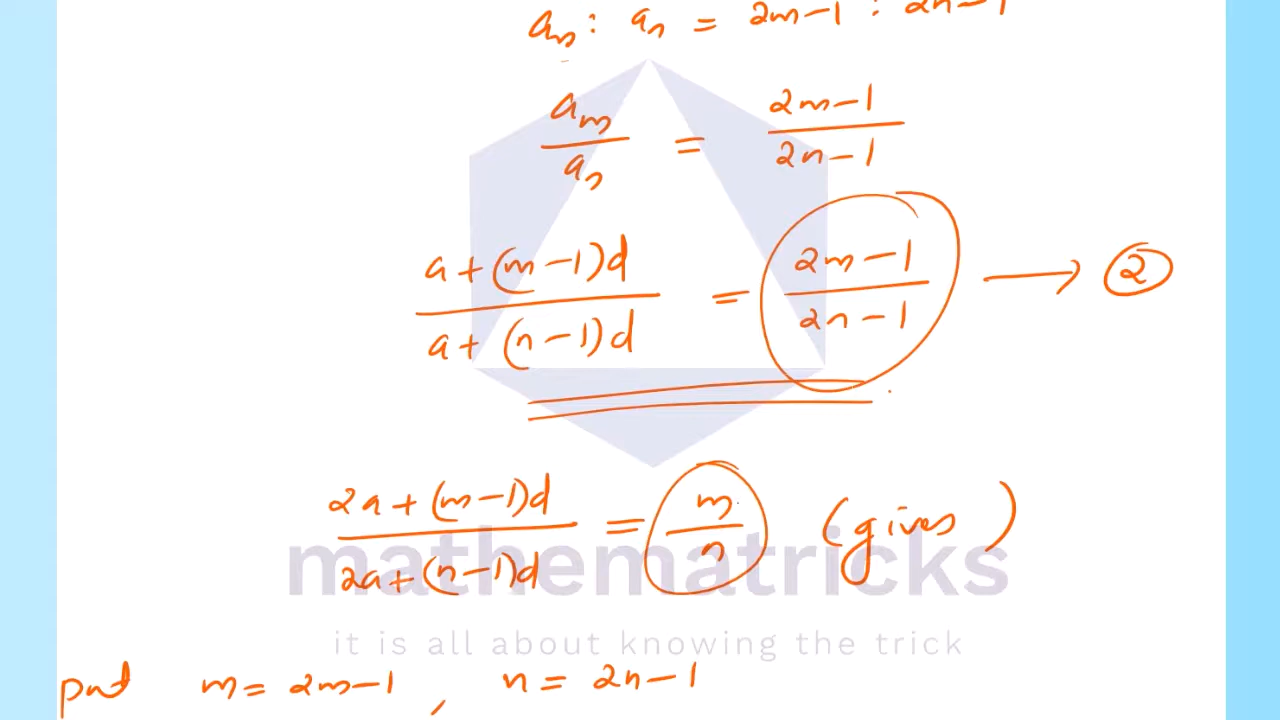 am : an = 2m-1 : 2n-1
am/an = 2m-1/2n-1
a+(m-1)d/a+(n-1)d = 2m-1/2n-1 → ②
2a+(m-1)d/2a+(n-1)d = m/n (given)
mathematricks
it is all about knowing the trick
put m = 2m-1, n = 2n-1